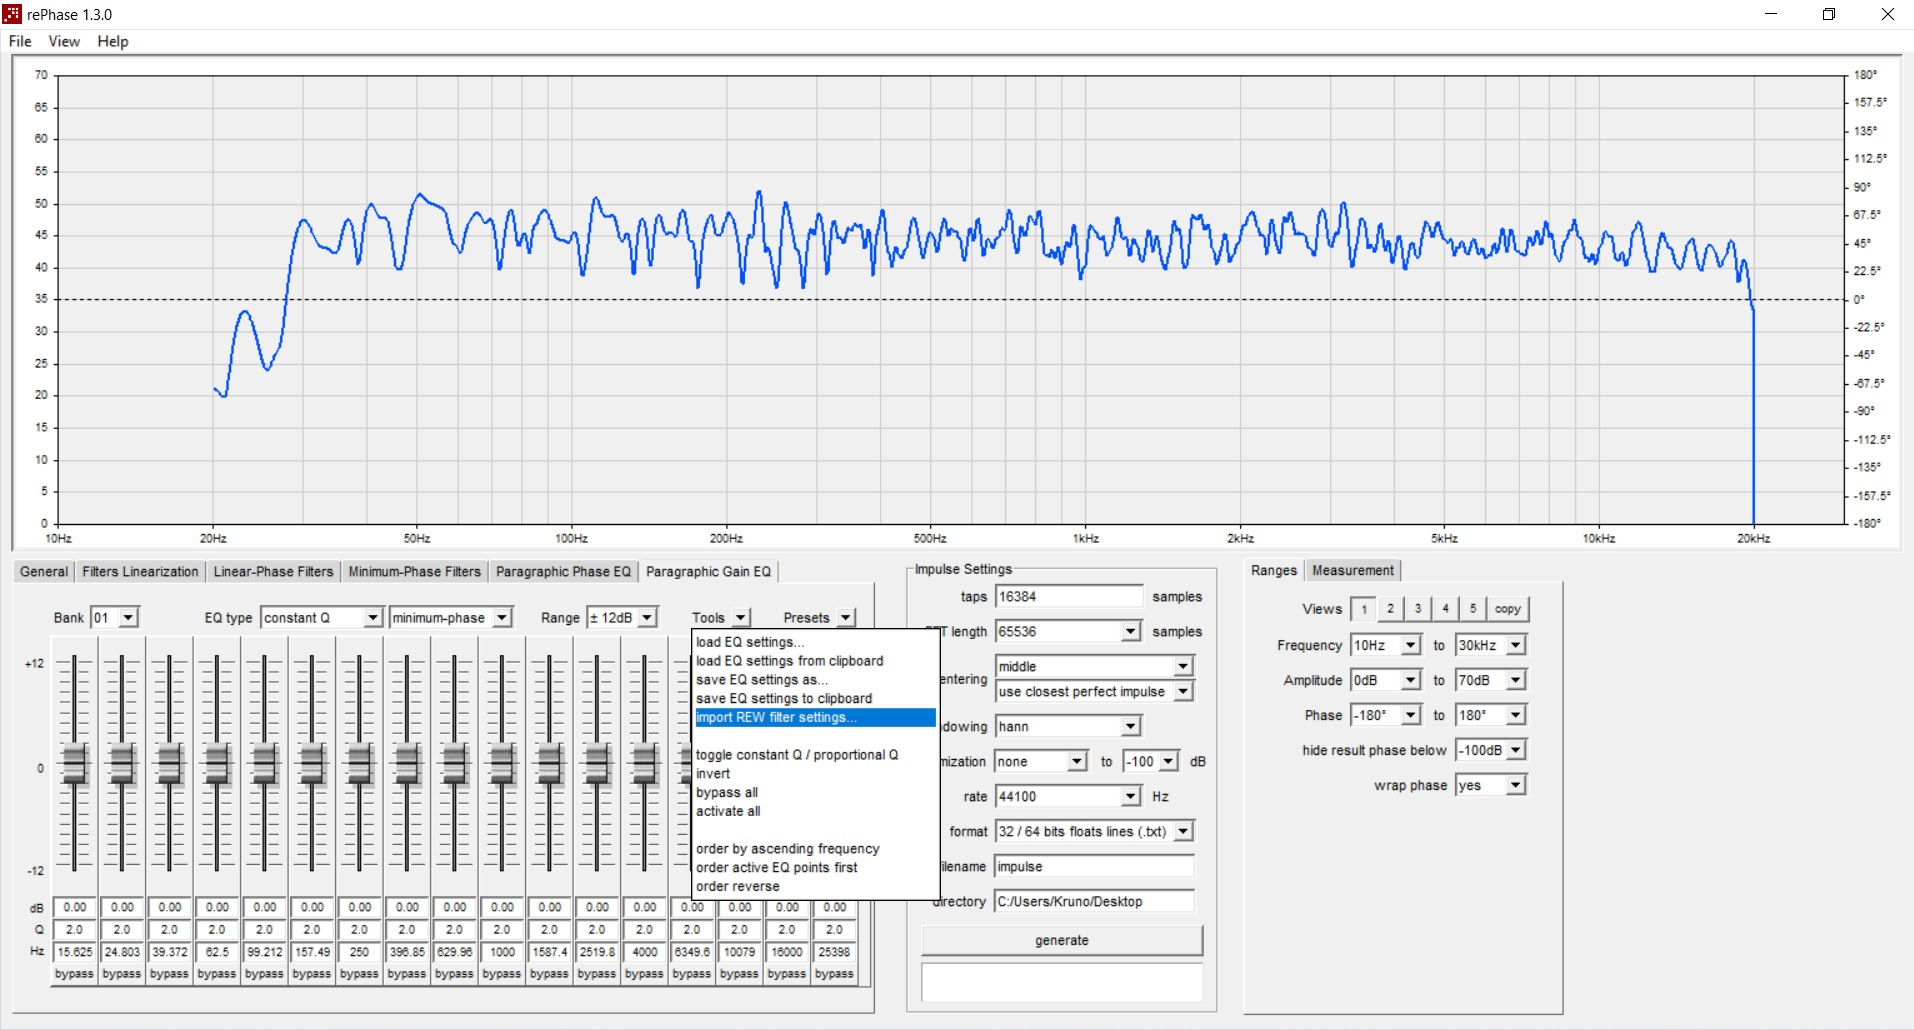 rePhase 1.3.0
File View Help
70 180°
65 157.5°
60 135°
55 112.5°
50 90°
45 67.5°
40 45°
35 22.5°
30 0°
25 -22.5°
20 -45°
15 -67.5°
10 -90°
5 -112.5°
0 -135°
-157.5°
-180°
10Hz 20Hz 50Hz 100Hz 200Hz 500Hz 1kHz 2kHz 5kHz 10kHz 20kHz
General Filters Linearization Linear-Phase Filters Minimum-Phase Filters Paragraphic Phase EQ Paragraphic Gain EQ
Bank 01 EQ type constant Q minimum-phase Range ± 12dB Tools Presets
+12
0
-12
load EQ settings...
load EQ settings from clipboard
save EQ settings as...
save EQ settings to clipboard
import REW filter settings...
toggle constant Q / proportional Q
invert
bypass all
activate all
order by ascending frequency
order active EQ points first
order reverse
dB 0.00 0.00 0.00 0.00 0.00 0.00 0.00 0.00 0.00 0.00 0.00 0.00 0.00 0.00 0.00 0.00 0.00
Q 2.0 2.0 2.0 2.0 2.0 2.0 2.0 2.0 2.0 2.0 2.0 2.0 2.0 2.0 2.0 2.0 2.0
Hz 15.625 24.803 39.372 62.5 99.212 157.49 250 396.85 629.96 1000 1587.4 2519.8 4000 6349.6 10079 16000 25398
bypass bypass bypass bypass bypass bypass bypass bypass bypass bypass bypass bypass bypass bypass bypass bypass bypass
Impulse Settings
taps 16384 samples
length 65536 samples
entering middle
use closest perfect impulse
dowing hann
mization none to -100 dB
rate 44100 Hz
format 32 / 64 bits floats lines (.txt)
ilename impulse
directory C:/Users/Kruno/Desktop
generate
Ranges Measurement
Views 1 2 3 4 5 copy
Frequency 10Hz to 30kHz
Amplitude 0dB to 70dB
Phase -180° to 180°
hide result phase below -100dB
wrap phase yes